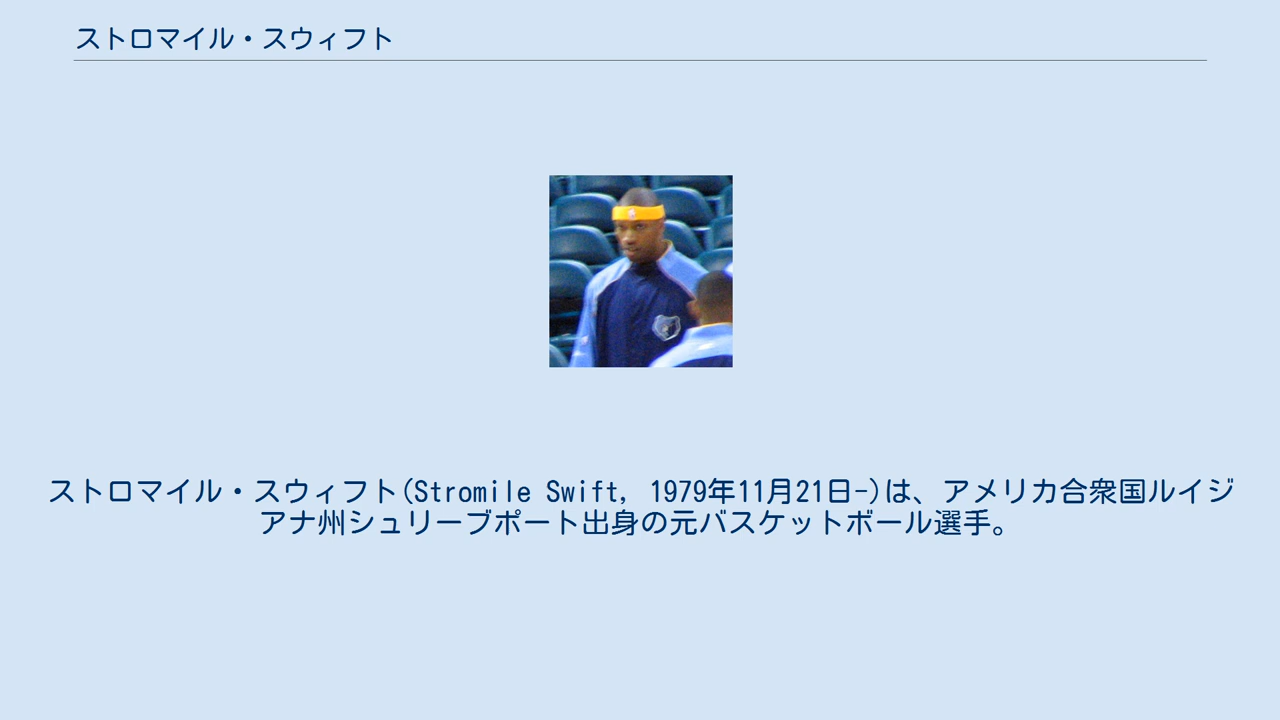 ストロマイル・スウィフト
ストロマイル・スウィフト(Stromile Swift, 1979年11月21日-)は、アメリカ合衆国ルイジ
アナ州シュリーブポート出身の元バスケットボール選手。